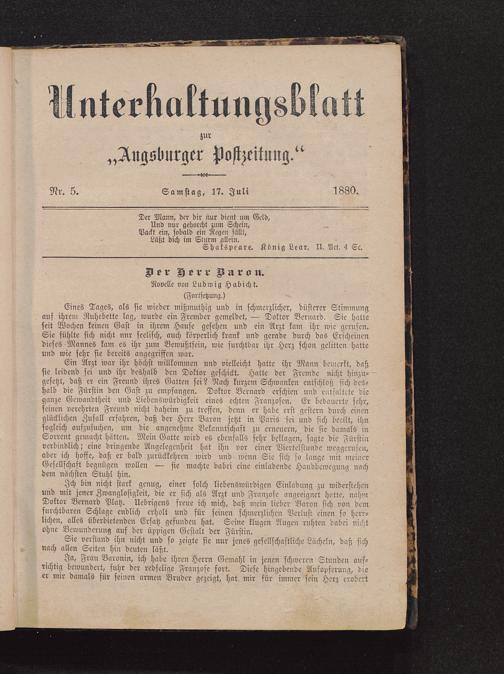 Unterhaltungsblatt
zur
„Augsburger Postzeitung.“
Nr. 5. Samstag, 17. Juli 1880.
Der Mann, der dir nur dient um Geld,
Und nur gehorcht zum Schein,
Packt ein, sobald ein Regen fällt,
Läßt dich im Sturm allein.
Shakspeare. König Lear. II. Act. 4 Sc.
Der Herr Baron.
Novelle von Ludwig Habicht.
(Fortsetzung.)
Eines Tages, als sie wieder mißmuthig und in schmerzlicher, düsterer Stimmung
auf ihrem Ruhebette lag, wurde ein Fremder gemeldet, — Doktor Bernard. Sie hatte
seit Wochen keinen Gast in ihrem Hause gesehen und ein Arzt kam ihr wie gerufen.
Sie fühlte sich nicht nur seelisch, auch körperlich krank und gerade durch das Erscheinen
dieses Mannes kam es ihr zum Bewußtsein, wie furchtbar ihr Herz schon gelitten hatte
und wie sehr sie bereits angegriffen war.
Ein Arzt war ihr höchst willkommen und vielleicht hatte ihr Mann bemerkt, daß
sie leidend sei und ihr deshalb den Doktor geschickt. Hatte der Fremde nicht hinzu-
gesetzt, daß er ein Freund ihres Gatten sei? Nach kurzem Schwanken entschloß sich des-
halb die Fürstin den Gast zu empfangen. Doktor Bernard erschien und entfaltete die
ganze Gewandtheit und Liebenswürdigkeit eines echten Franzosen. Er bedauerte sehr,
seinen verehrten Freund nicht daheim zu treffen, denn er habe erst gestern durch einen
glücklichen Zufall erfahren, daß der Herr Baron jetzt in Paris sei und sich beeilt, ihn
sogleich aufzusuchen, um die angenehme Bekanntschaft zu erneuern, die sie damals in
Sorrent gemacht hätten. Mein Gatte wird es ebenfalls sehr beklagen, sagte die Fürstin
verbindlich; eine dringende Angelegenheit hat ihn vor einer Viertelstunde weggerufen,
aber ich hoffe, daß er bald zurückkehren wird und wenn Sie sich so lange mit meiner
Gesellschaft begnügen wollen — sie machte dabei eine einladende Handbewegung nach
dem nächsten Stuhl hin.
Ich bin nicht stark genug, einer solch liebenswürdigen Einladung zu widerstehen
und mit jener Zwanglosigkeit, die er sich als Arzt und Franzose angeeignet hatte, nahm
Doktor Bernard Platz. Uebrigens freue ich mich, daß mein lieber Baron sich von dem
furchtbaren Schlage endlich erholt und für seinen schmerzlichen Verlust einen so herr-
lichen, alles überbietenden Ersatz gefunden hat. Seine klugen Augen ruhten dabei nicht
ohne Bewunderung auf der üppigen Gestalt der Fürstin.
Sie verstand ihn nicht und so zeigte sie nur jenes gesellschaftliche Lächeln, daß sich
nach allen Seiten hin deuten läßt.
Ja, Frau Baronin, ich habe ihren Herrn Gemahl in jenen schweren Stunden auf-
richtig bewundert, fuhr der redselige Franzose fort. Diese hingebende Aufopferung, die
er mir damals für seinen armen Bruder gezeigt, hat mir für immer sein Herz erobert